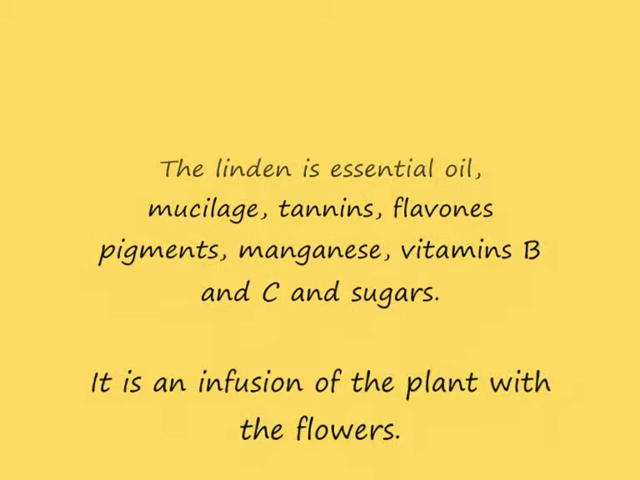 The linden is essential oil,
mucilage, tannins, flavones
pigments, manganese, vitamins B
and C and sugars.
It is an infusion of the plant with
the flowers.